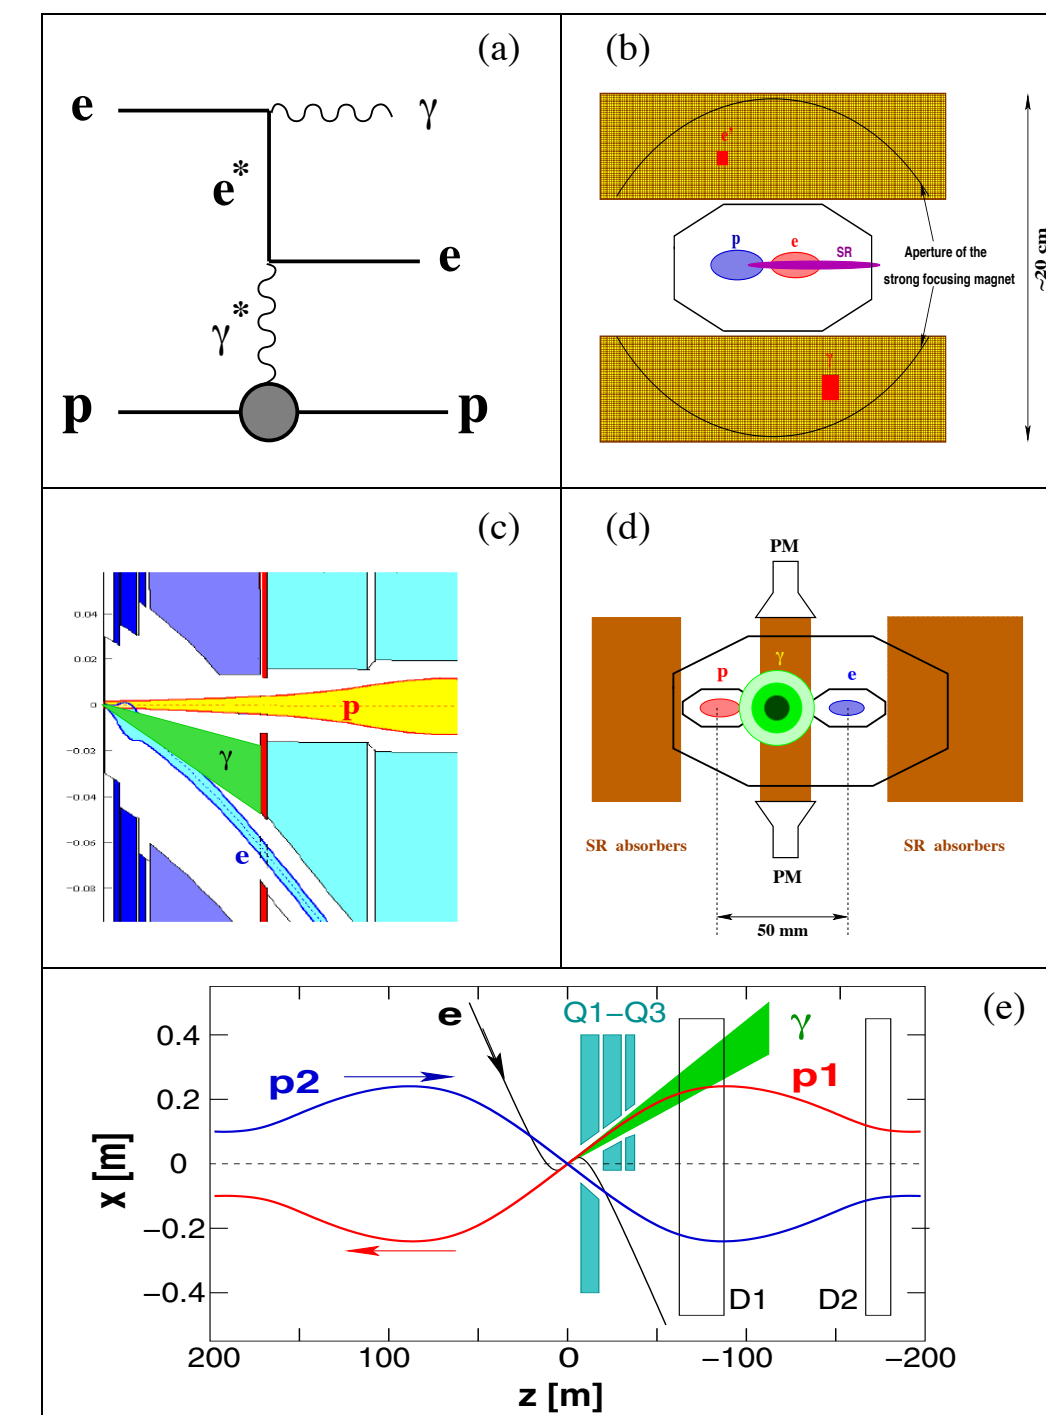 (a)
e
γ
e*
e
γ*
p
p
(b)
e'
p
e
SR
Aperture of the
strong focusing magnet
γ
~20 cm
(c)
0.04
0.02
0
−0.02
−0.04
−0.06
−0.08
p
γ
e
(d)
PM
γ
p
e
SR absorbers
SR absorbers
PM
50 mm
(e)
e
Q1−Q3
γ
p2
p1
0.4
0.2
0
−0.2
−0.4
x [m]
D1
D2
200
100
0
−100
−200
z [m]